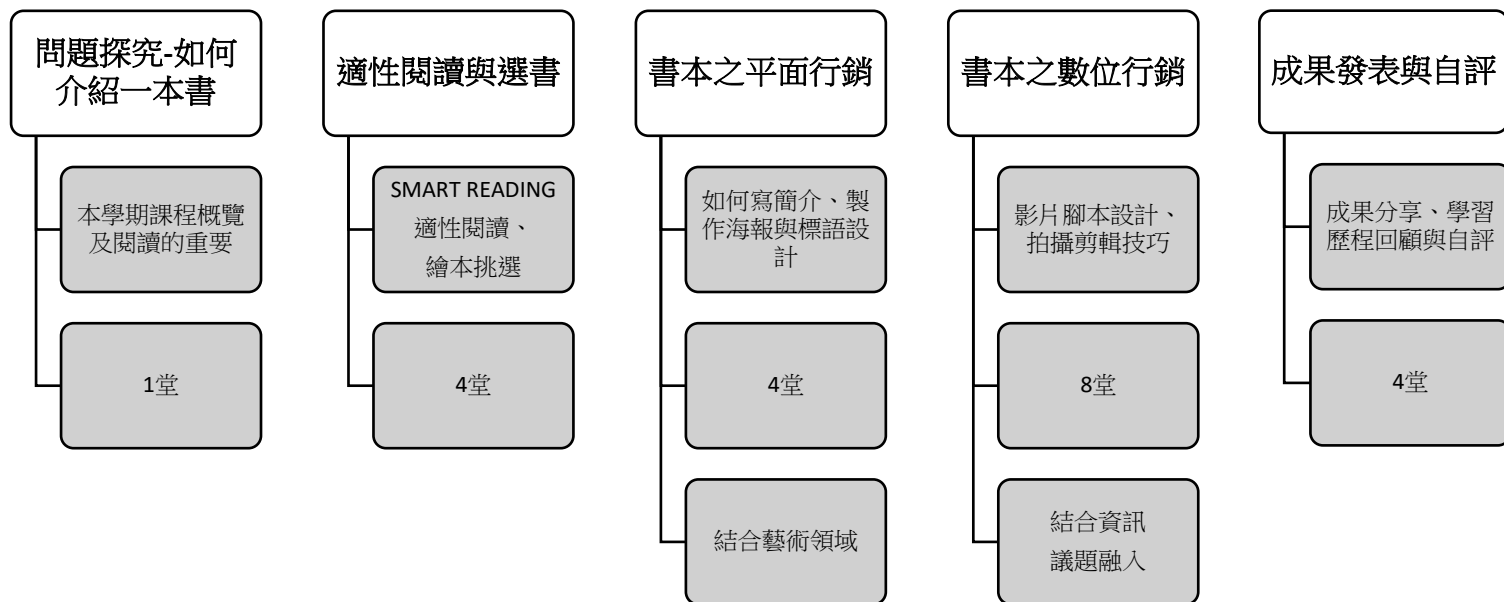 問題探究-如何
介紹一本書
本學期課程概覽
及閱讀的重要
1堂
適性閱讀與選書
SMART READING
適性閱讀、
繪本挑選
4堂
書本之平面行銷
如何寫簡介、製
作海報與標語設
計
4堂
結合藝術領域
書本之數位行銷
影片腳本設計、
拍攝剪輯技巧
8堂
結合資訊
議題融入
成果發表與自評
成果分享、學習
歷程回顧與自評
4堂